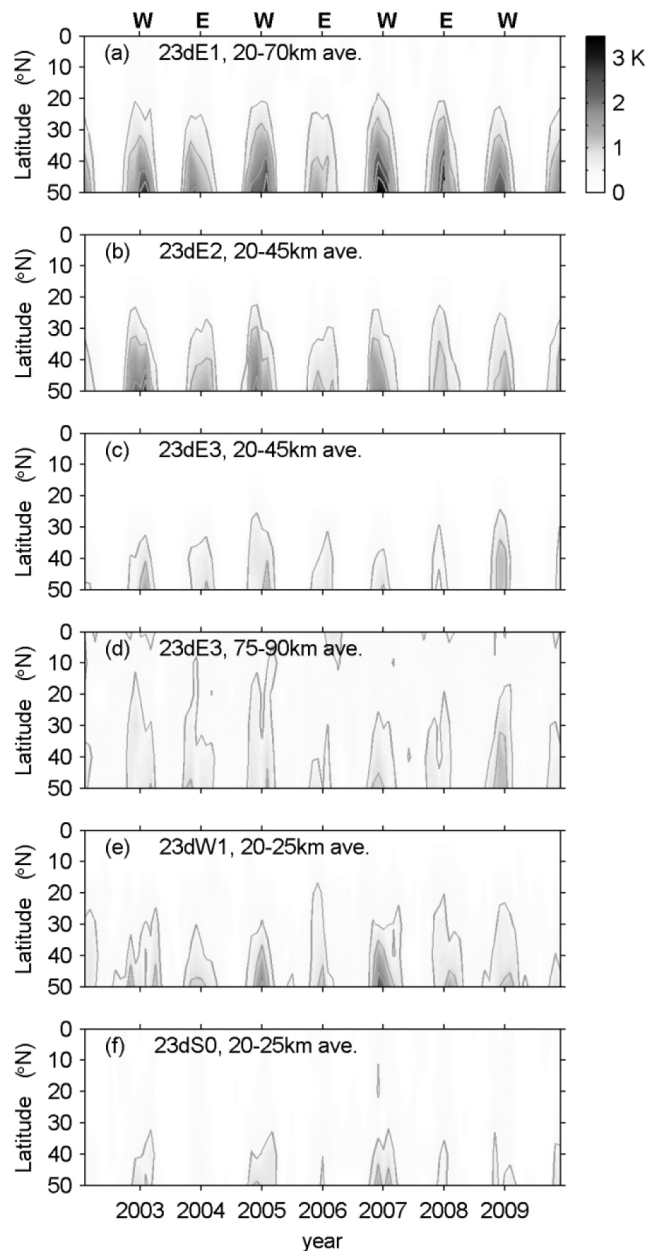 W E W E W E W
(a) 23dE1, 20-70km ave.
0
10
20
30
40
50
Latitude (°N)
3 K
2
1
0
(b) 23dE2, 20-45km ave.
0
10
20
30
40
50
Latitude (°N)
(c) 23dE3, 20-45km ave.
0
10
20
30
40
50
Latitude (°N)
(d) 23dE3, 75-90km ave.
0
10
20
30
40
50
Latitude (°N)
(e) 23dW1, 20-25km ave.
0
10
20
30
40
50
Latitude (°N)
(f) 23dS0, 20-25km ave.
0
10
20
30
40
50
Latitude (°N)
2003 2004 2005 2006 2007 2008 2009
year